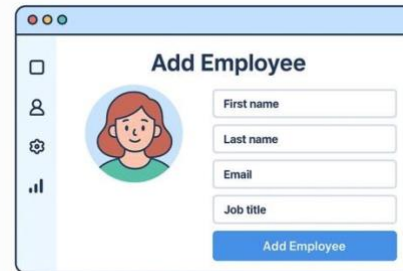 Add Employee
First name
Last name
Email
Job title
Add Employee